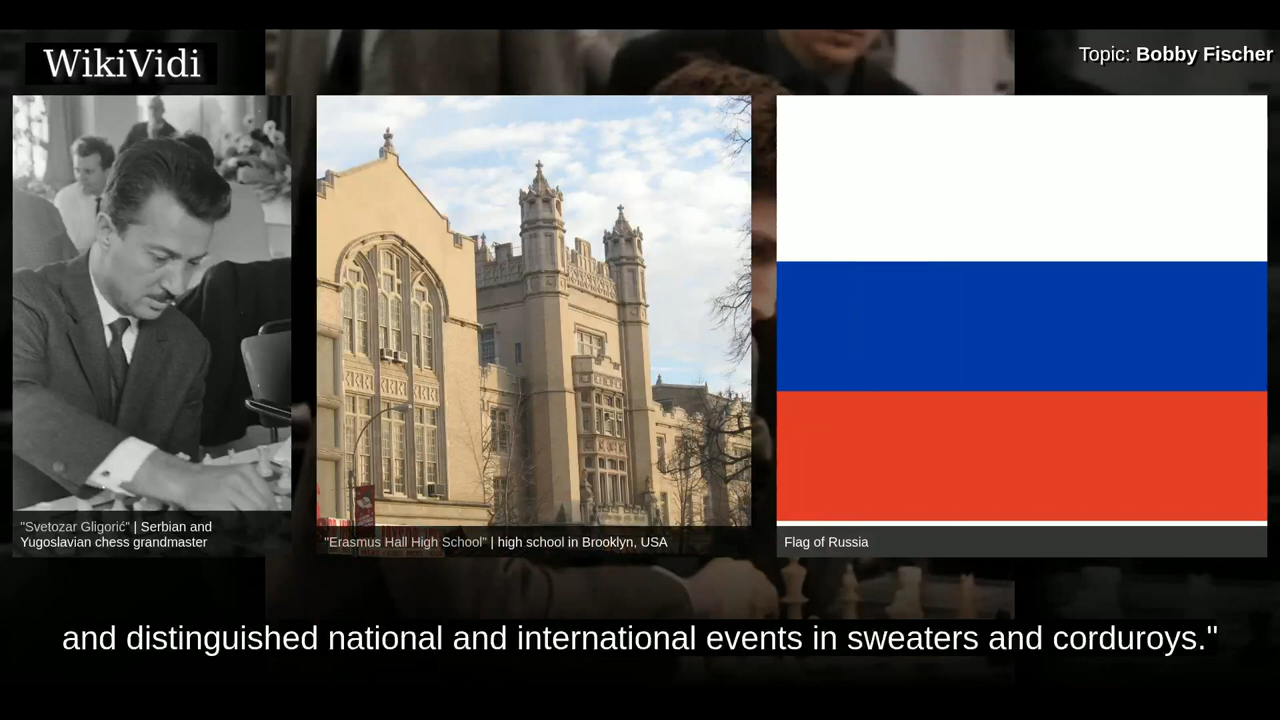 WikiVidi
Topic: Bobby Fischer
"Svetozar Gligorić" | Serbian and
Yugoslavian chess grandmaster
"Erasmus Hall High School" | high school in Brooklyn, USA
Flag of Russia
and distinguished national and international events in sweaters and corduroys."